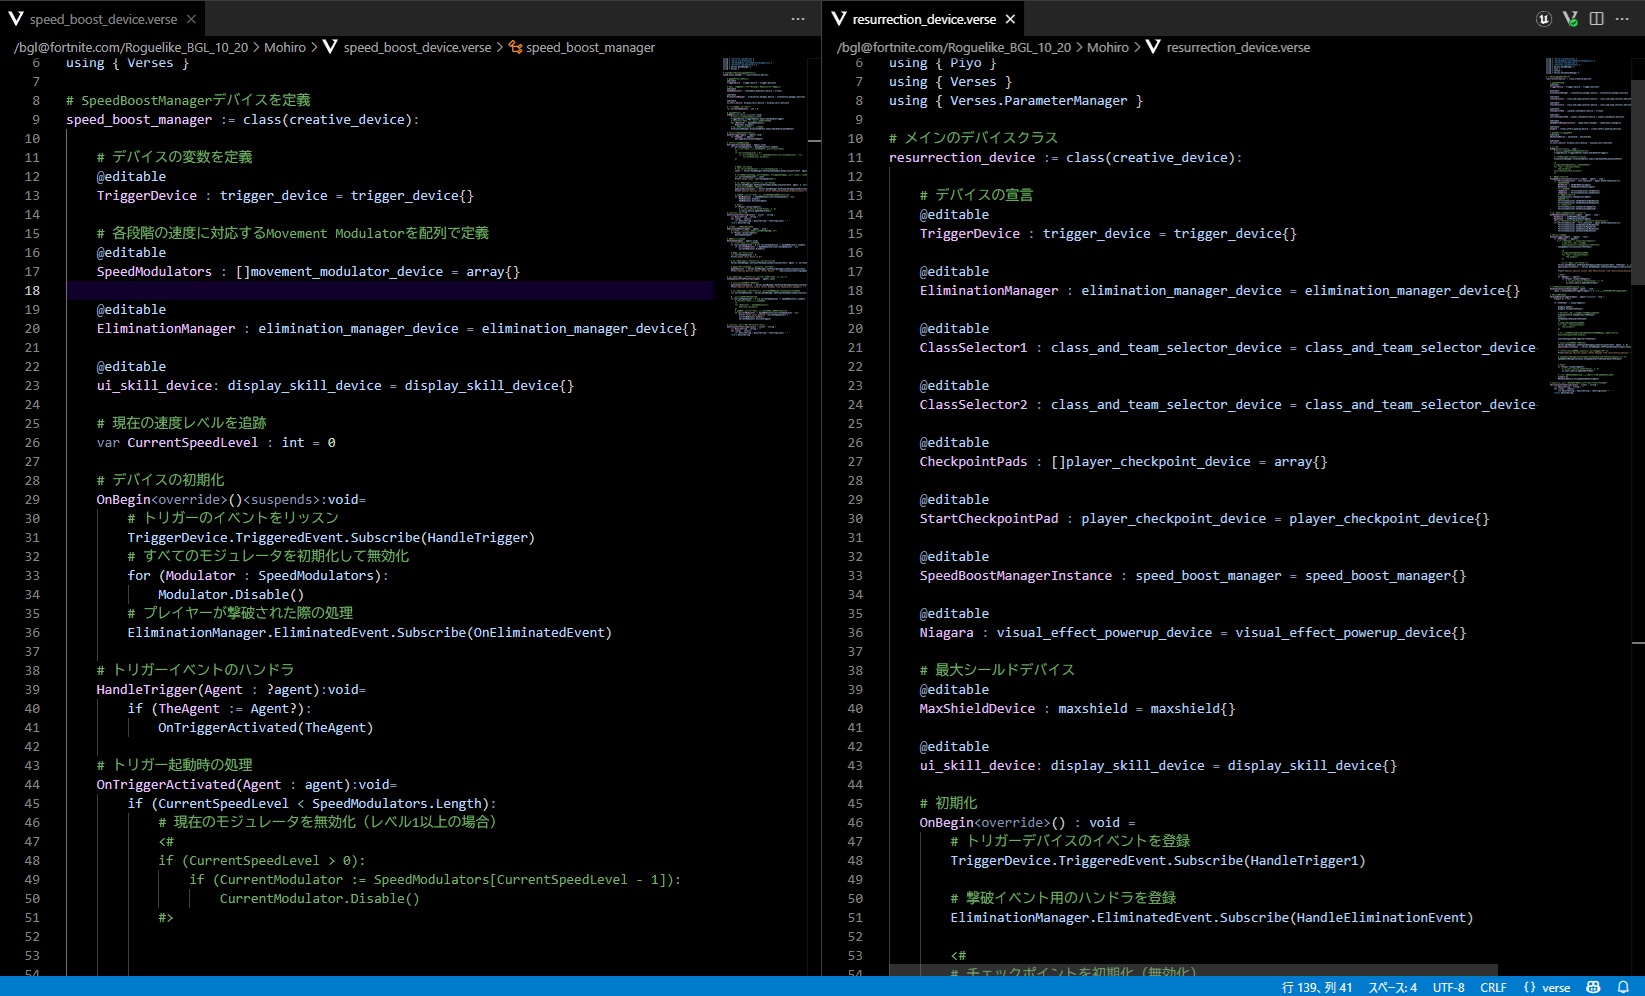 speed_boost_device.verse
/bgl@fortnite.com/Roguelike_BGL_10_20 > Mohiro > speed_boost_device.verse > speed_boost_manager
6 using { Verses }
7
8 # SpeedBoostManagerデバイスを定義
9 speed_boost_manager := class(creative_device):
10
11 # デバイスの変数を定義
12 @editable
13 TriggerDevice : trigger_device = trigger_device{}
14
15 # 各段階の速度に対応するMovement Modulatorを配列で定義
16 @editable
17 SpeedModulators : []movement_modulator_device = array{}
18
19 @editable
20 EliminationManager : elimination_manager_device = elimination_manager_device{}
21
22 @editable
23 ui_skill_device: display_skill_device = display_skill_device{}
24
25 # 現在の速度レベルを追跡
26 var CurrentSpeedLevel : int = 0
27
28 # デバイスの初期化
29 OnBegin<override>()<suspends>:void=
30 # トリガーのイベントをリッスン
31 TriggerDevice.TriggeredEvent.Subscribe(HandleTrigger)
32 # すべてのモジュレータを初期化して無効化
33 for (Modulator : SpeedModulators):
34 Modulator.Disable()
35 # プレイヤーが撃破された際の処理
36 EliminationManager.EliminatedEvent.Subscribe(OnEliminatedEvent)
37
38 # トリガーイベントのハンドラ
39 HandleTrigger(Agent : ?agent):void=
40 if (TheAgent := Agent?):
41 OnTriggerActivated(TheAgent)
42
43 # トリガー起動時の処理
44 OnTriggerActivated(Agent : agent):void=
45 if (CurrentSpeedLevel < SpeedModulators.Length):
46 # 現在のモジュレータを無効化（レベル1以上の場合）
47 <#
48 if (CurrentSpeedLevel > 0):
49 if (CurrentModulator := SpeedModulators[CurrentSpeedLevel - 1]):
50 CurrentModulator.Disable()
51 #>
52
53
54
resurrection_device.verse
/bgl@fortnite.com/Roguelike_BGL_10_20 > Mohiro > resurrection_device.verse
6 using { Piyo }
7 using { Verses }
8 using { Verses.ParameterManager }
9
10 # メインのデバイスクラス
11 resurrection_device := class(creative_device):
12
13 # デバイスの宣言
14 @editable
15 TriggerDevice : trigger_device = trigger_device{}
16
17 @editable
18 EliminationManager : elimination_manager_device = elimination_manager_device{}
19
20 @editable
21 ClassSelector1 : class_and_team_selector_device = class_and_team_selector_device
22
23 @editable
24 ClassSelector2 : class_and_team_selector_device = class_and_team_selector_device
25
26 @editable
27 CheckpointPads : []player_checkpoint_device = array{}
28
29 @editable
30 StartCheckpointPad : player_checkpoint_device = player_checkpoint_device{}
31
32 @editable
33 SpeedBoostManagerInstance : speed_boost_manager = speed_boost_manager{}
34
35 @editable
36 Niagara : visual_effect_powerup_device = visual_effect_powerup_device{}
37
38 # 最大シールドデバイス
39 @editable
40 MaxShieldDevice : maxshield = maxshield{}
41
42 @editable
43 ui_skill_device: display_skill_device = display_skill_device{}
44
45 # 初期化
46 OnBegin<override>() : void =
47 # トリガーデバイスのイベントを登録
48 TriggerDevice.TriggeredEvent.Subscribe(HandleTrigger1)
49
50 # 撃破イベント用のハンドラを登録
51 EliminationManager.EliminatedEvent.Subscribe(HandleEliminationEvent)
52
53 <#
54 # チェックポイントを初期化（無効化）
行 139、列 41 スペース: 4 UTF-8 CRLF {} verse